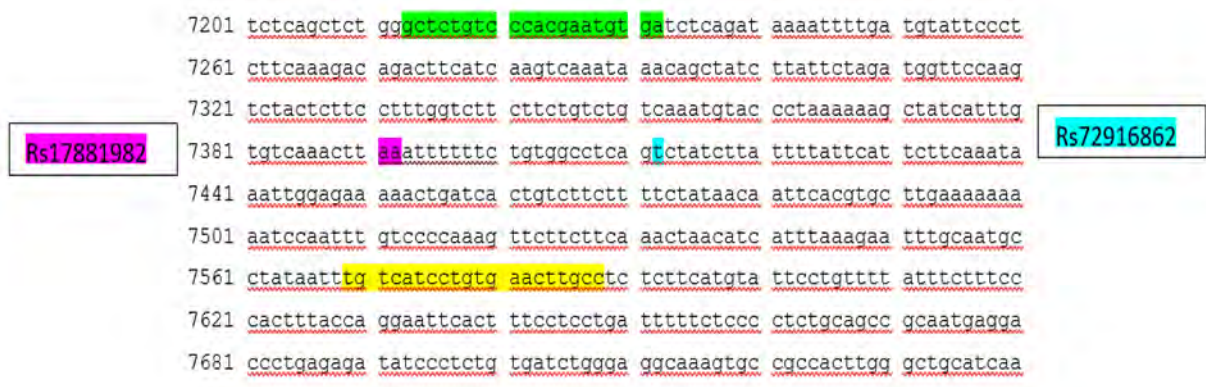 7201 tctcagctct gggctctgtc ccacgaatgt gatctcagat aaaattttga tgtattccct
7261 cttcaaagac agacttcatc aagtcaaata aacagctatc ttattctaga tggttccaag
7321 tctactcttc ctttggtctt cttctgtctg tcaaatgtac cctaaaaaag ctatcatttg
Rs17881982
7381 tgtcaaactt aaattttttc tgtggcctca gtctatctta ttttattcat tcttcaaata
Rs72916862
7441 aattggagaa aaactgatca ctgtcttctt ttctataaca attcacgtgc ttgaaaaaaa
7501 aatccaattt gtccccaaag ttcttcttca aactaacatc atttaaagaa tttgcaatgc
7561 ctataatttg tcatcctgtg aacttgcctc tcttcatgta ttcctgtttt atttctttcc
7621 cactttacca ggaattcact ttcctcctga tttttctccc ctctgcagcc gcaatgagga
7681 ccctgagaga tatccctctg tgatctggga ggcaaagtgc cgccacttgg gctgcatcaa